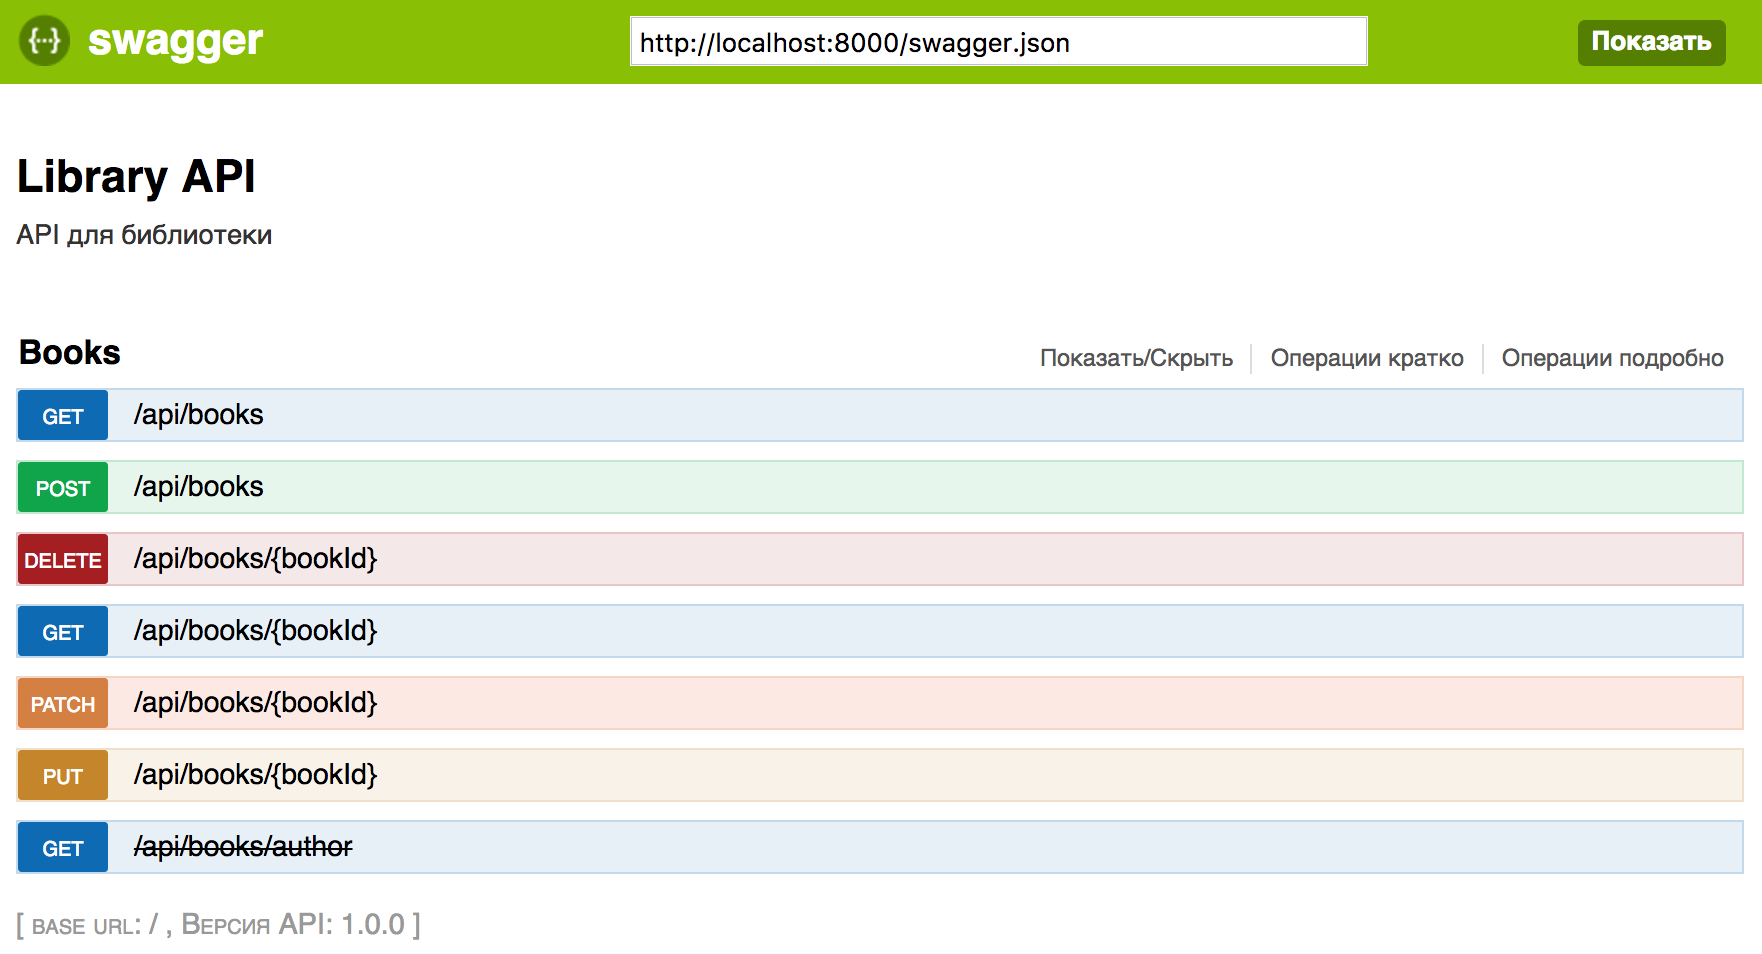 {···} swagger http://localhost:8000/swagger.json Показать
Library API
API для библиотеки
Books Показать/Скрыть Операции кратко Операции подробно
GET /api/books
POST /api/books
DELETE /api/books/{bookId}
GET /api/books/{bookId}
PATCH /api/books/{bookId}
PUT /api/books/{bookId}
GET /api/books/author
[ BASE URL: / , Версия API: 1.0.0 ]